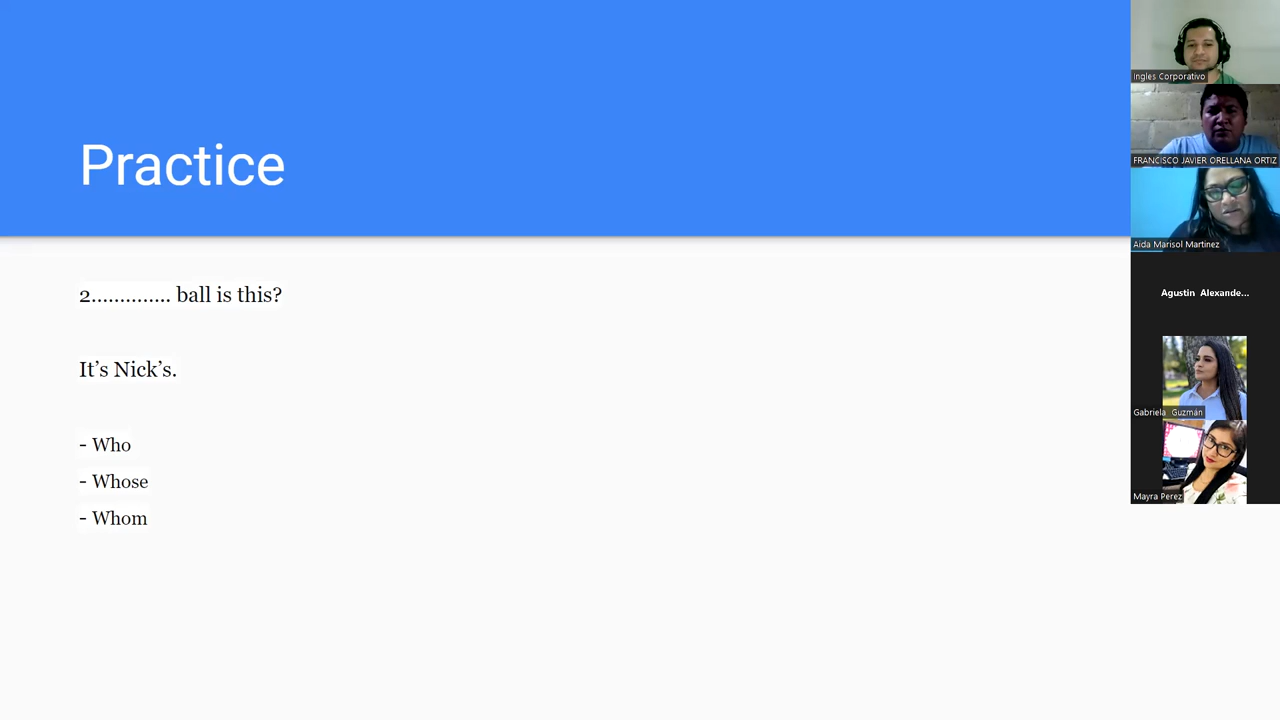 Practice
2.............. ball is this?
It’s Nick’s.
- Who
- Whose
- Whom
Ingles Corporativo
FRANCISCO JAVIER ORELLANA ORTIZ
Aida Marisol Martinez
Agustin Alexande...
Gabriela Guzmán
Mayra Perez